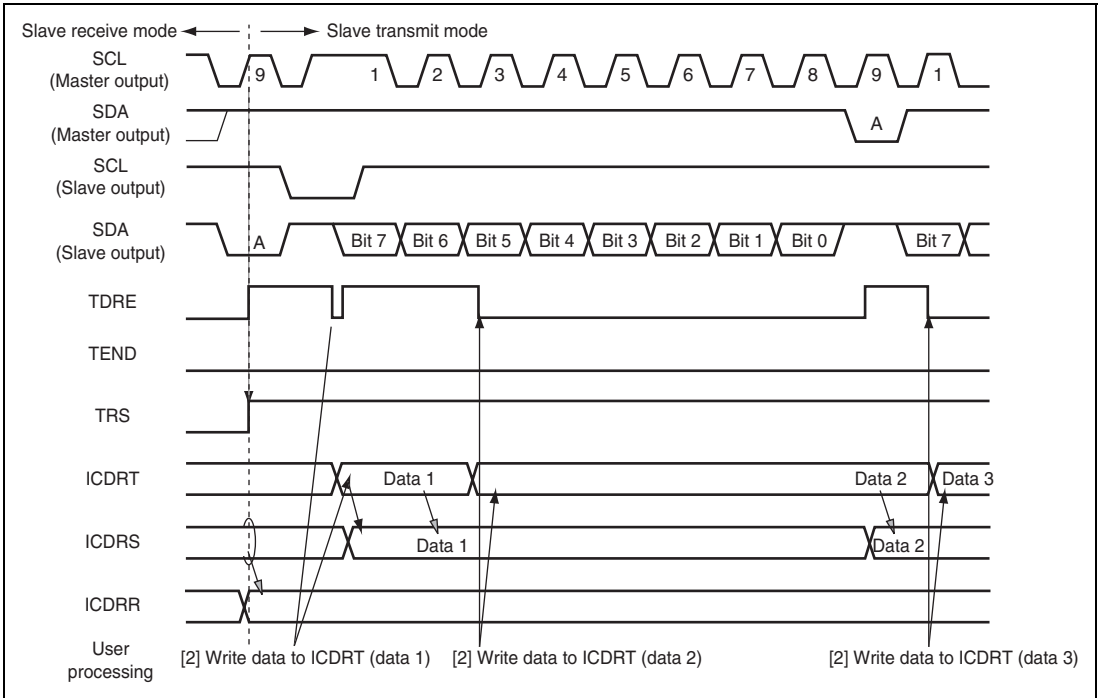 Slave receive mode Slave transmit mode
SCL
(Master output)
9 1 2 3 4 5 6 7 8 9 1
SDA
(Master output)
A
SCL
(Slave output)
SDA
(Slave output)
A Bit 7 Bit 6 Bit 5 Bit 4 Bit 3 Bit 2 Bit 1 Bit 0 Bit 7
TDRE
TEND
TRS
ICDRT Data 1 Data 2 Data 3
ICDRS Data 1 Data 2
ICDRR
User
processing
[2] Write data to ICDRT (data 1) [2] Write data to ICDRT (data 2) [2] Write data to ICDRT (data 3)